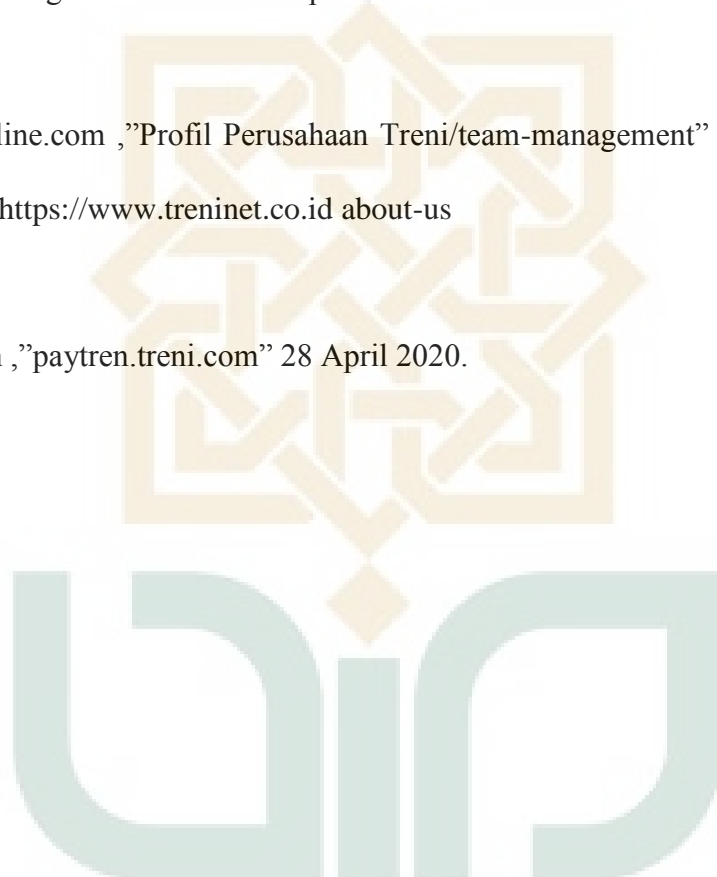 line.com ,”Profil Perusahaan Treni/team-management”
https://www.treninet.co.id about-us
,”paytren.treni.com” 28 April 2020.